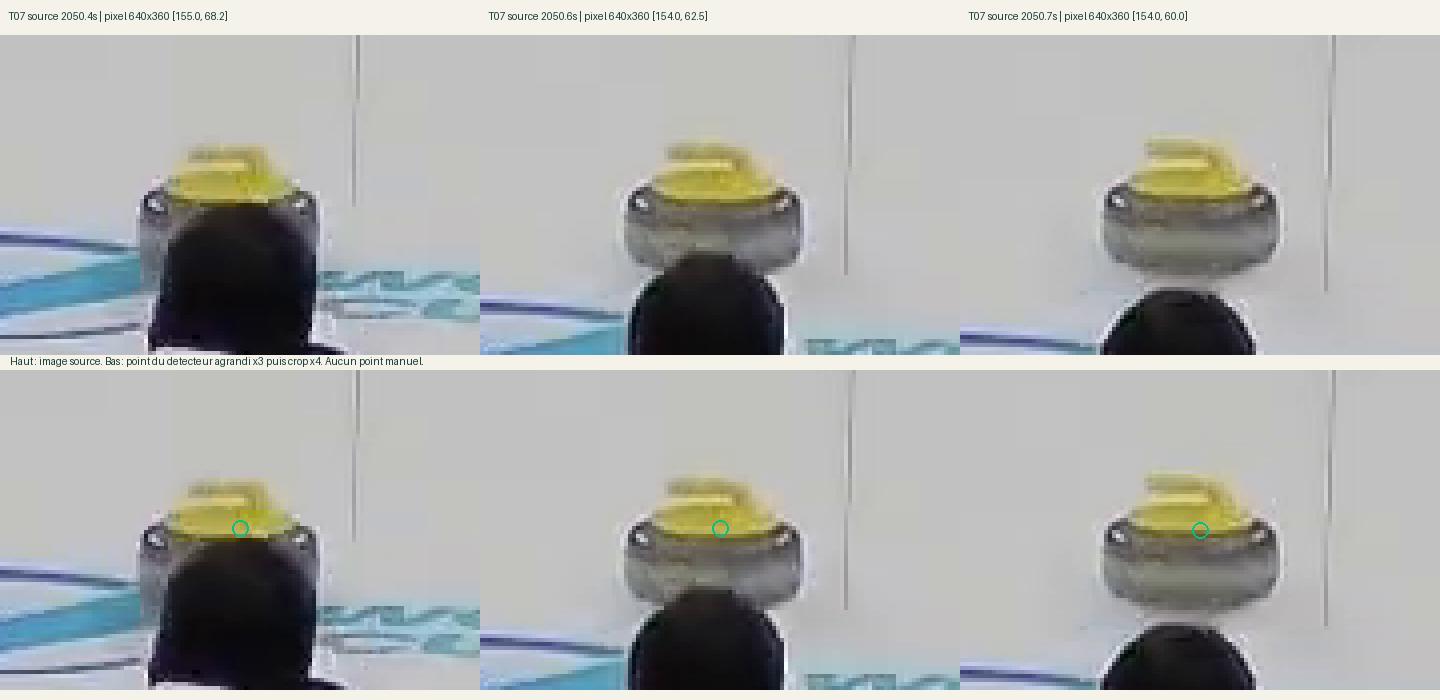 T07 source 2050.4s | pixel 640x360 [155.0, 68.2]
T07 source 2050.6s | pixel 640x360 [154.0, 62.5]
T07 source 2050.7s | pixel 640x360 [154.0, 60.0]
Haut: image source. Bas: point du detecteur agrandi x3 puis crop x4. Aucun point manuel.